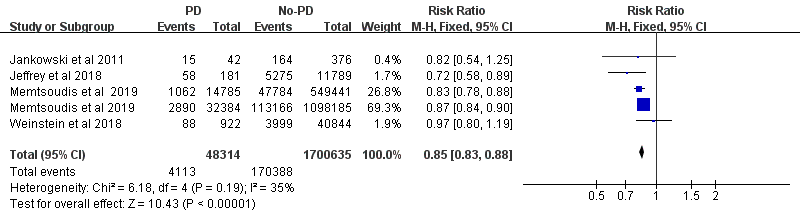 PD No-PD Risk Ratio Risk Ratio
Study or Subgroup Events Total Events Total Weight M-H, Fixed, 95% CI M-H, Fixed, 95% CI
Jankowski et al 2011 15 42 164 376 0.4% 0.82 [0.54, 1.25]
Jeffrey et al 2018 58 181 5275 11789 1.7% 0.72 [0.58, 0.89]
Memtsoudis et al 2019 1062 14785 47784 549441 26.8% 0.83 [0.78, 0.88]
Memtsoudis et al 2019 2890 32384 113166 1098185 69.3% 0.87 [0.84, 0.90]
Weinstein et al 2018 88 922 3999 40844 1.9% 0.97 [0.80, 1.19]
Total (95% CI) 48314 1700635 100.0% 0.85 [0.83, 0.88]
Total events 4113 170388
Heterogeneity: Chi² = 6.18, df = 4 (P = 0.19); I² = 35%
Test for overall effect: Z = 10.43 (P < 0.00001)
0.5 0.7 1 1.5 2